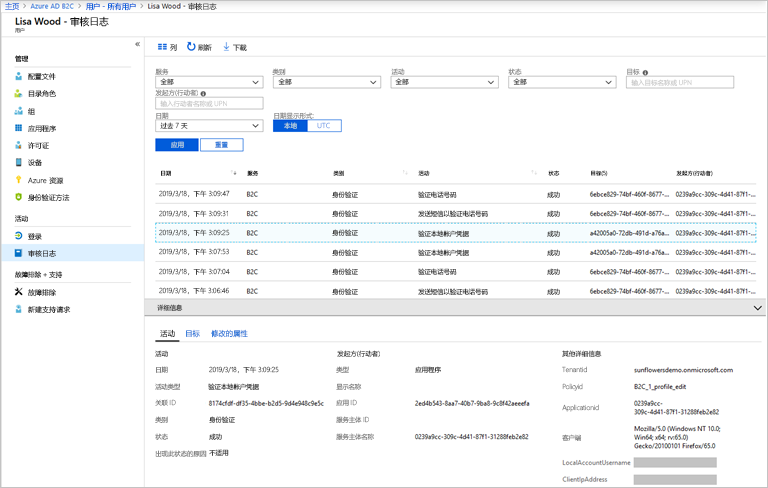 主页 > Azure AD B2C > 用户 - 所有用户 > Lisa Wood - 审核日志
Lisa Wood - 审核日志
用户
管理
配置文件
目录角色
组
应用程序
许可证
设备
Azure 资源
身份验证方法
活动
登录
审核日志
故障排除 + 支持
故障排除
新建支持请求
列 刷新 下载
服务 类别 活动 状态 目标
全部 全部 全部 全部 输入目标名称或 UPN
发起方(行动者)
输入行动者名称或 UPN
日期 日期显示形式:
过去 7 天 本地 UTC
应用 重置
日期 服务 类别 活动 状态 目标(S) 发起方(行动者)
2019/3/18，下午 3:09:47 B2C 身份验证 验证电话号码 成功 6ebce829-74bf-460f-8677-... 0239a9cc-309c-4d41-87f1-...
2019/3/18，下午 3:09:31 B2C 身份验证 发送短信以验证电话号码 成功 6ebce829-74bf-460f-8677-... 0239a9cc-309c-4d41-87f1-...
2019/3/18，下午 3:09:25 B2C 身份验证 验证本地帐户凭据 成功 a42005a0-72db-491d-a76a... 0239a9cc-309c-4d41-87f1-...
2019/3/18，下午 3:07:53 B2C 身份验证 验证本地帐户凭据 成功 a42005a0-72db-491d-a76a... 0239a9cc-309c-4d41-87f1-...
2019/3/18，下午 3:07:04 B2C 身份验证 验证电话号码 成功 6ebce829-74bf-460f-8677-... 0239a9cc-309c-4d41-87f1-...
2019/3/18，下午 3:06:46 B2C 身份验证 发送短信以验证电话号码 成功 6ebce829-74bf-460f-8677-... 0239a9cc-309c-4d41-87f1-...
详细信息
活动 目标 修改的属性
活动
日期 2019/3/18，下午 3:09:25
活动类型 验证本地帐户凭据
关联 ID 8174cfdf-df35-4bbe-b2d5-9d4e948c9e5c
类别 身份验证
状态 成功
出现此状态的原因 不适用
发起方(行动者)
类型 应用程序
显示名称
应用 ID 2ed4b543-8aa7-40b7-9ba8-9c8f42aeeefa
服务主体 ID
服务主体名称 0239a9cc-309c-4d41-87f1-31288feb2e82
其他详细信息
TenantId sunflowersdemo.onmicrosoft.com
PolicyId B2C_1_profile_edit
ApplicationId 0239a9cc-
309c-4d41-87f1-31288feb2e82
客户端 Mozilla/5.0 (Windows NT 10.0;
Win64; x64; rv:65.0)
Gecko/20100101 Firefox/65.0
LocalAccountUsername
ClientIpAddress